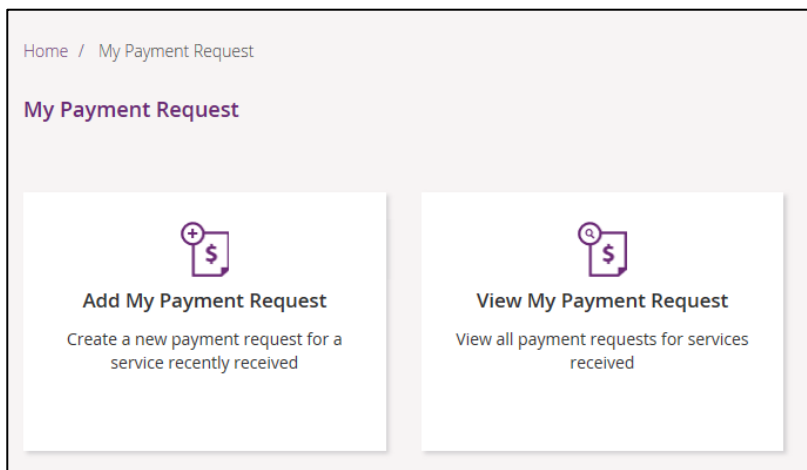 Home / My Payment Request
My Payment Request
$
Add My Payment Request
Create a new payment request for a
service recently received
$
View My Payment Request
View all payment requests for services
received